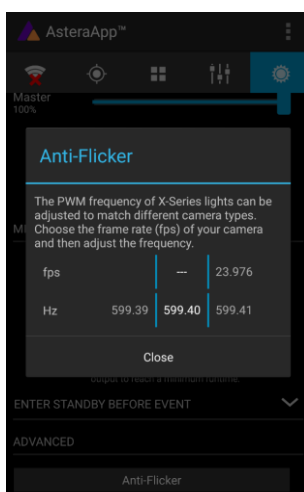 AsteraApp™
Master
100%
Anti-Flicker
The PWM frequency of X-Series lights can be
adjusted to match different camera types.
Choose the frame rate (fps) of your camera
and then adjust the frequency.
fps --- 23.976
Hz 599.39 599.40 599.41
Close
output to reach a minimum runtime.
ENTER STANDBY BEFORE EVENT
ADVANCED
Anti-Flicker